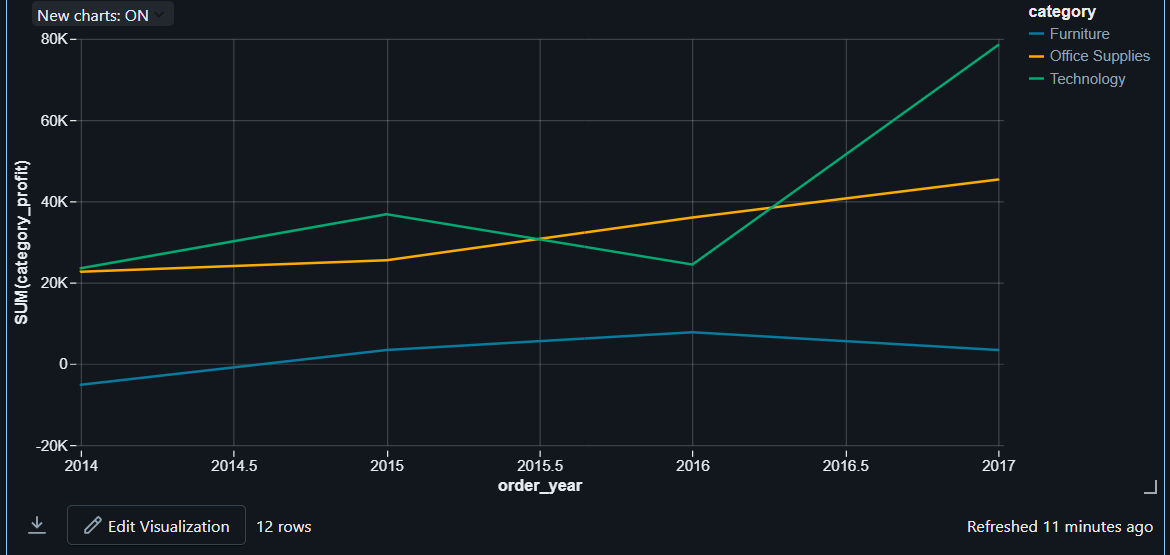 New charts: ON
category
Furniture
Office Supplies
Technology
80K
60K
40K
20K
0
-20K
SUM(category_profit)
2014 2014.5 2015 2015.5 2016 2016.5 2017
order_year
Edit Visualization 12 rows Refreshed 11 minutes ago